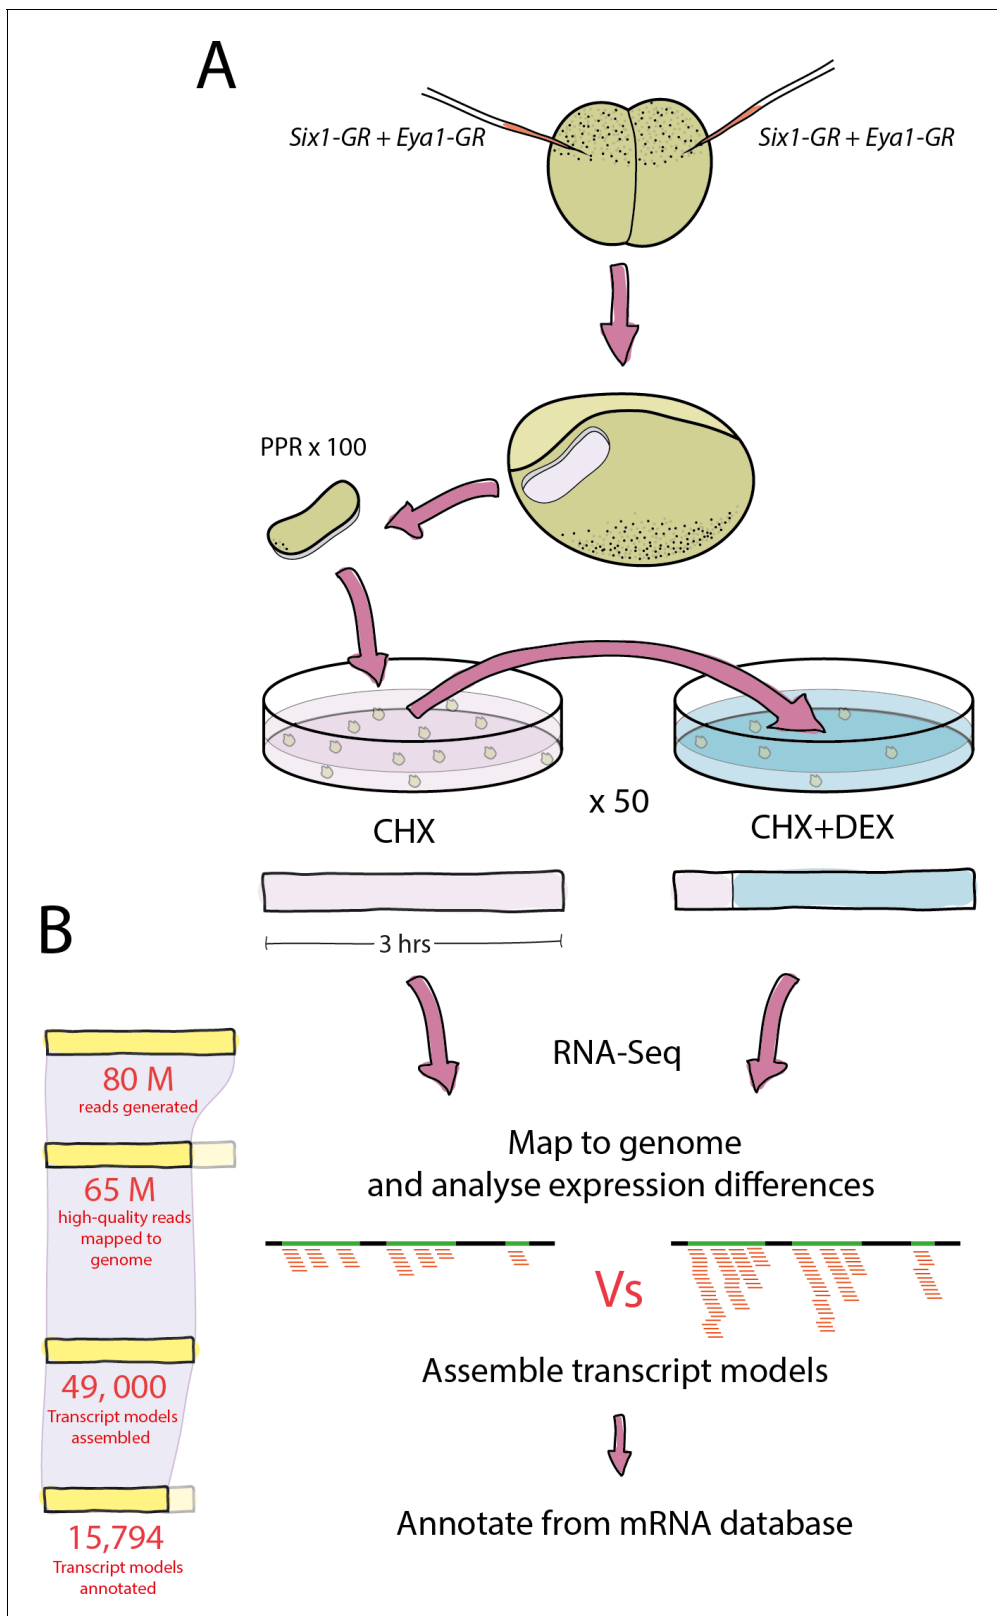 A
Six1-GR + Eya1-GR
Six1-GR + Eya1-GR
PPR x 100
x 50
CHX
CHX+DEX
3 hrs
B
RNA-Seq
80 M
reads generated
Map to genome
and analyse expression differences
65 M
high-quality reads
mapped to
genome
Vs
Assemble transcript models
49, 000
Transcript models
assembled
Annotate from mRNA database
15,794
Transcript models
annotated